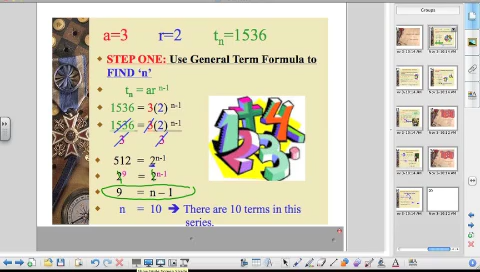 Groups
a=3 r=2 tn=1536
STEP ONE: Use General Term Formula to
FIND 'n'
tn = ar n-1
1536 = 3(2) n-1
1536 = 3(2) n-1
3 3
512 = 2n-1
29 = 2n-1
9 = n – 1
n = 10 ➔ There are 10 terms in this
series.